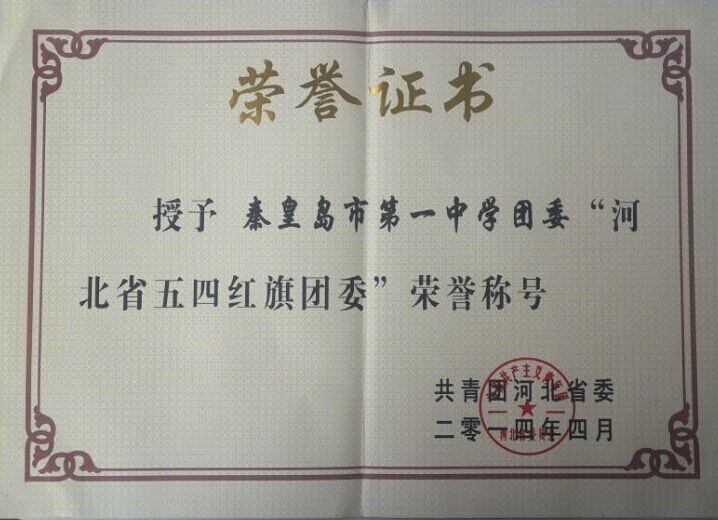 荣誉证书
授予 秦皇岛市第一中学团委“河
北省五四红旗团委”荣誉称号
共青团河北省委
二零一四年四月